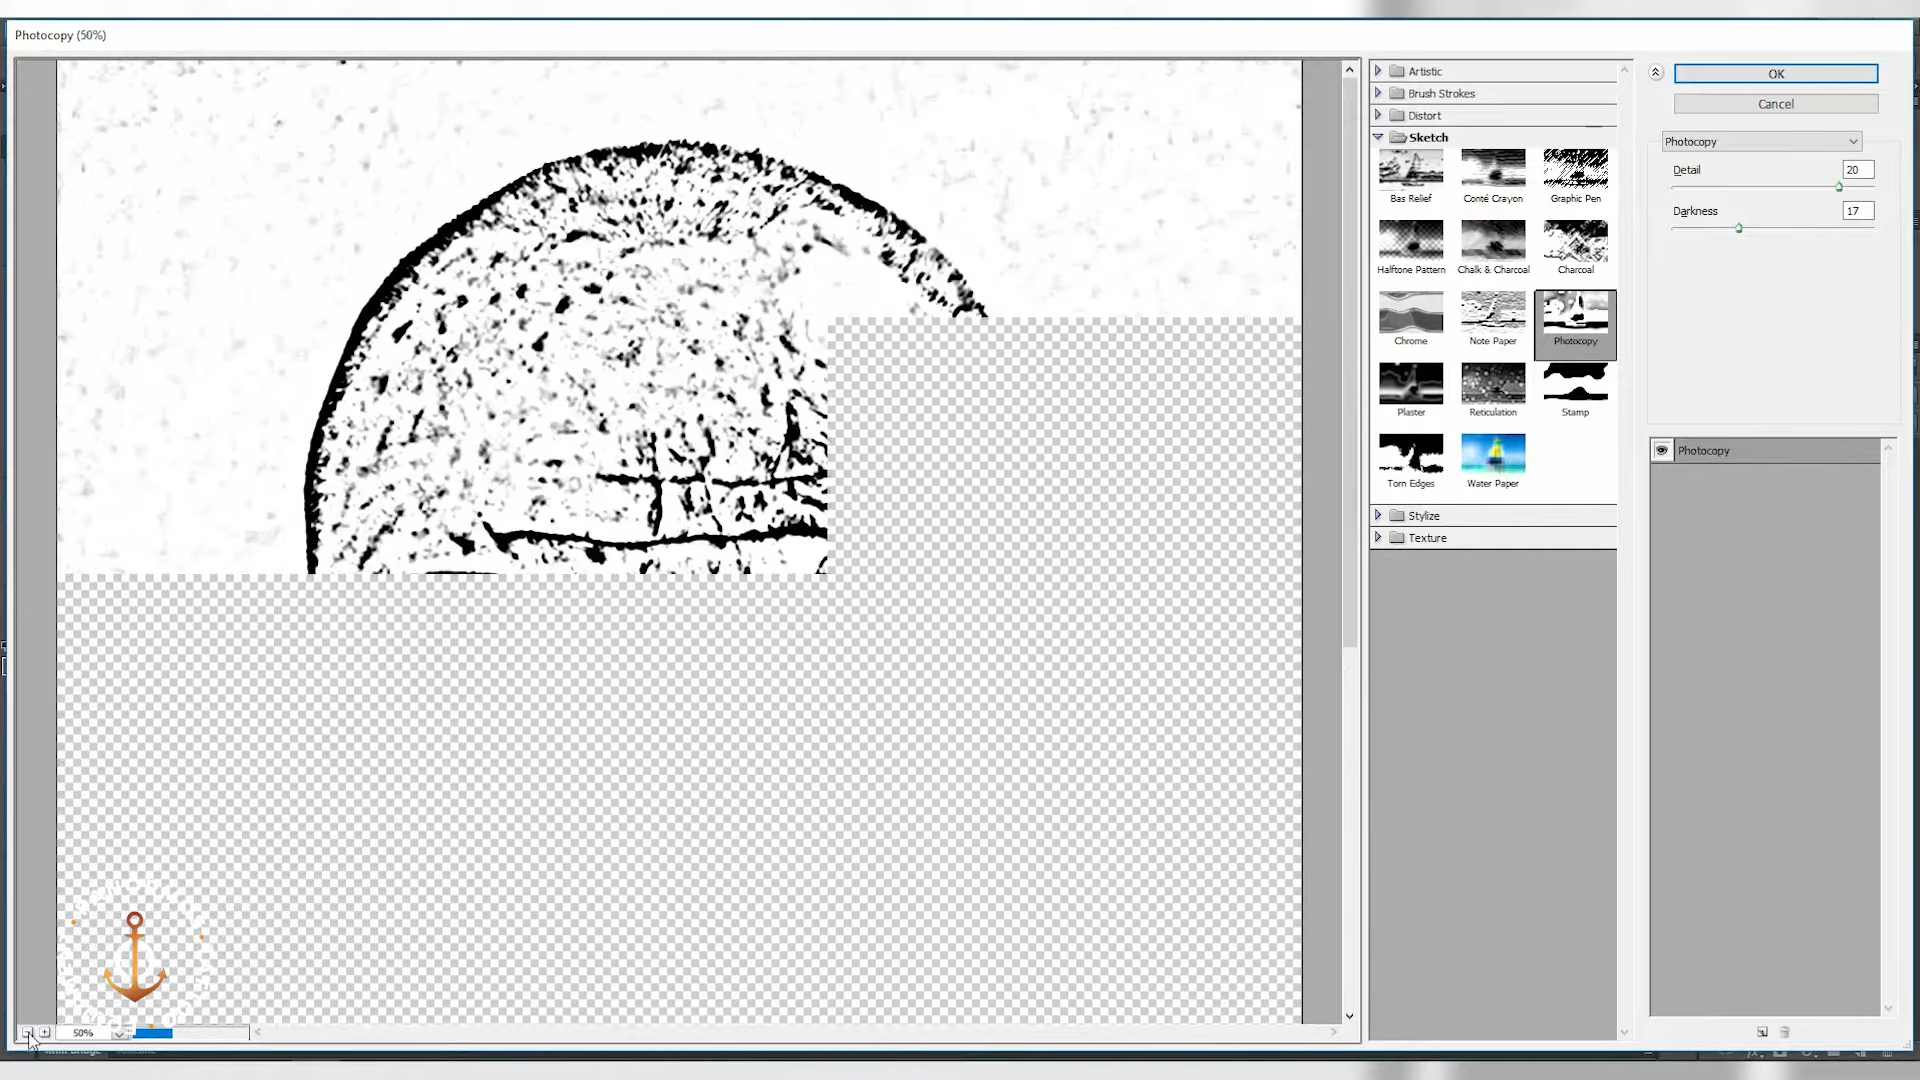 Photocopy (50%)
Artistic
Brush Strokes
Distort
Sketch
Bas Relief
Conté Crayon
Graphic Pen
Halftone Pattern
Chalk & Charcoal
Charcoal
Chrome
Note Paper
Photocopy
Plaster
Reticulation
Stamp
Torn Edges
Water Paper
Stylize
Texture
OK
Cancel
Photocopy
Detail
20
Darkness
17
Photocopy
50%